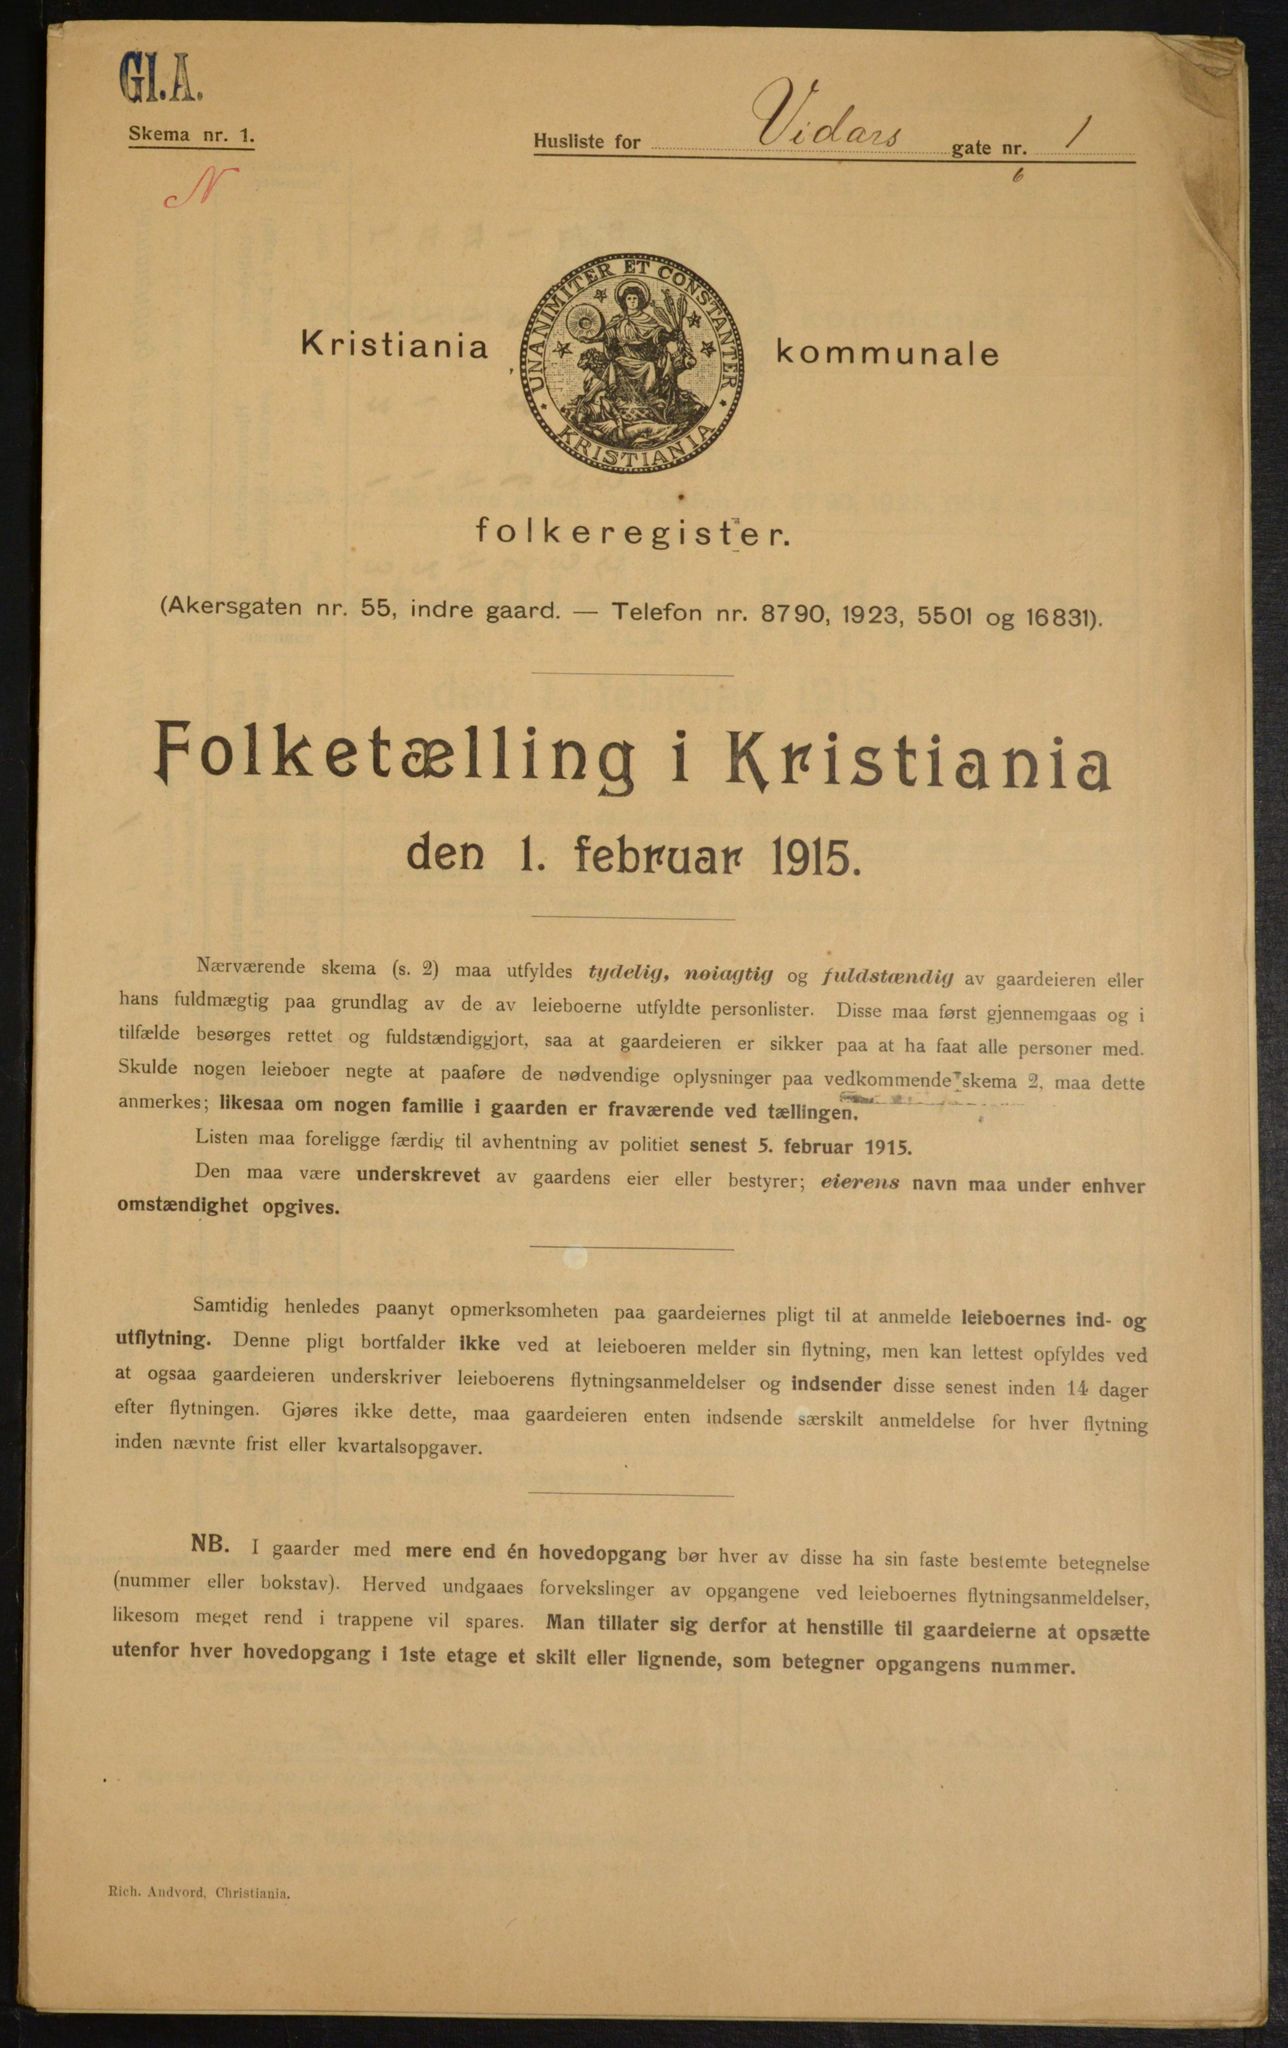 GI.A.
Skema nr. 1.
Husliste for Vidars gate nr. 1
N
UNANIMITER ET CONSTANTER
KRISTIANIA
Kristiania kommunale
folkeregister.
(Akersgaten nr. 55, indre gaard. — Telefon nr. 8790, 1923, 5501 og 16831).
Folketælling i Kristiania
den 1. februar 1915.
Nærværende skema (s. 2) maa utfyldes tydelig, nøiagtig og fuldstændig av gaardeieren eller
hans fuldmægtig paa grundlag av de av leieboerne utfyldte personlister. Disse maa først gjennemgaas og i
tilfælde besørges rettet og fuldstændiggjort, saa at gaardeieren er sikker paa at ha faat alle personer med.
Skulde nogen leieboer negte at paaføre de nødvendige oplysninger paa vedkommende skema 2, maa dette
anmerkes; likesaa om nogen familie i gaarden er fraværende ved tællingen.
Listen maa foreligge færdig til avhentning av politiet senest 5. februar 1915.
Den maa være underskrevet av gaardens eier eller bestyrer; eierens navn maa under enhver
omstændighet opgives.
Samtidig henledes paanyt opmerksomheten paa gaardeiernes pligt til at anmelde leieboernes ind- og
utflytning. Denne pligt bortfalder ikke ved at leieboeren melder sin flytning, men kan lettest opfyldes ved
at ogsaa gaardeieren underskriver leieboerens flytningsanmeldelser og indsender disse senest inden 14 dager
efter flytningen. Gjøres ikke dette, maa gaardeieren enten indsende særskilt anmeldelse for hver flytning
inden nævnte frist eller kvartalsopgaver.
NB. I gaarder med mere end én hovedopgang bør hver av disse ha sin faste bestemte betegnelse
(nummer eller bokstav). Herved undgaaes forvekslinger av opgangene ved leieboernes flytningsanmeldelser,
likesom meget rend i trappene vil spares. Man tillater sig derfor at henstille til gaardeierne at opsætte
utenfor hver hovedopgang i 1ste etage et skilt eller lignende, som betegner opgangens nummer.
Rich. Andvord, Christiania.